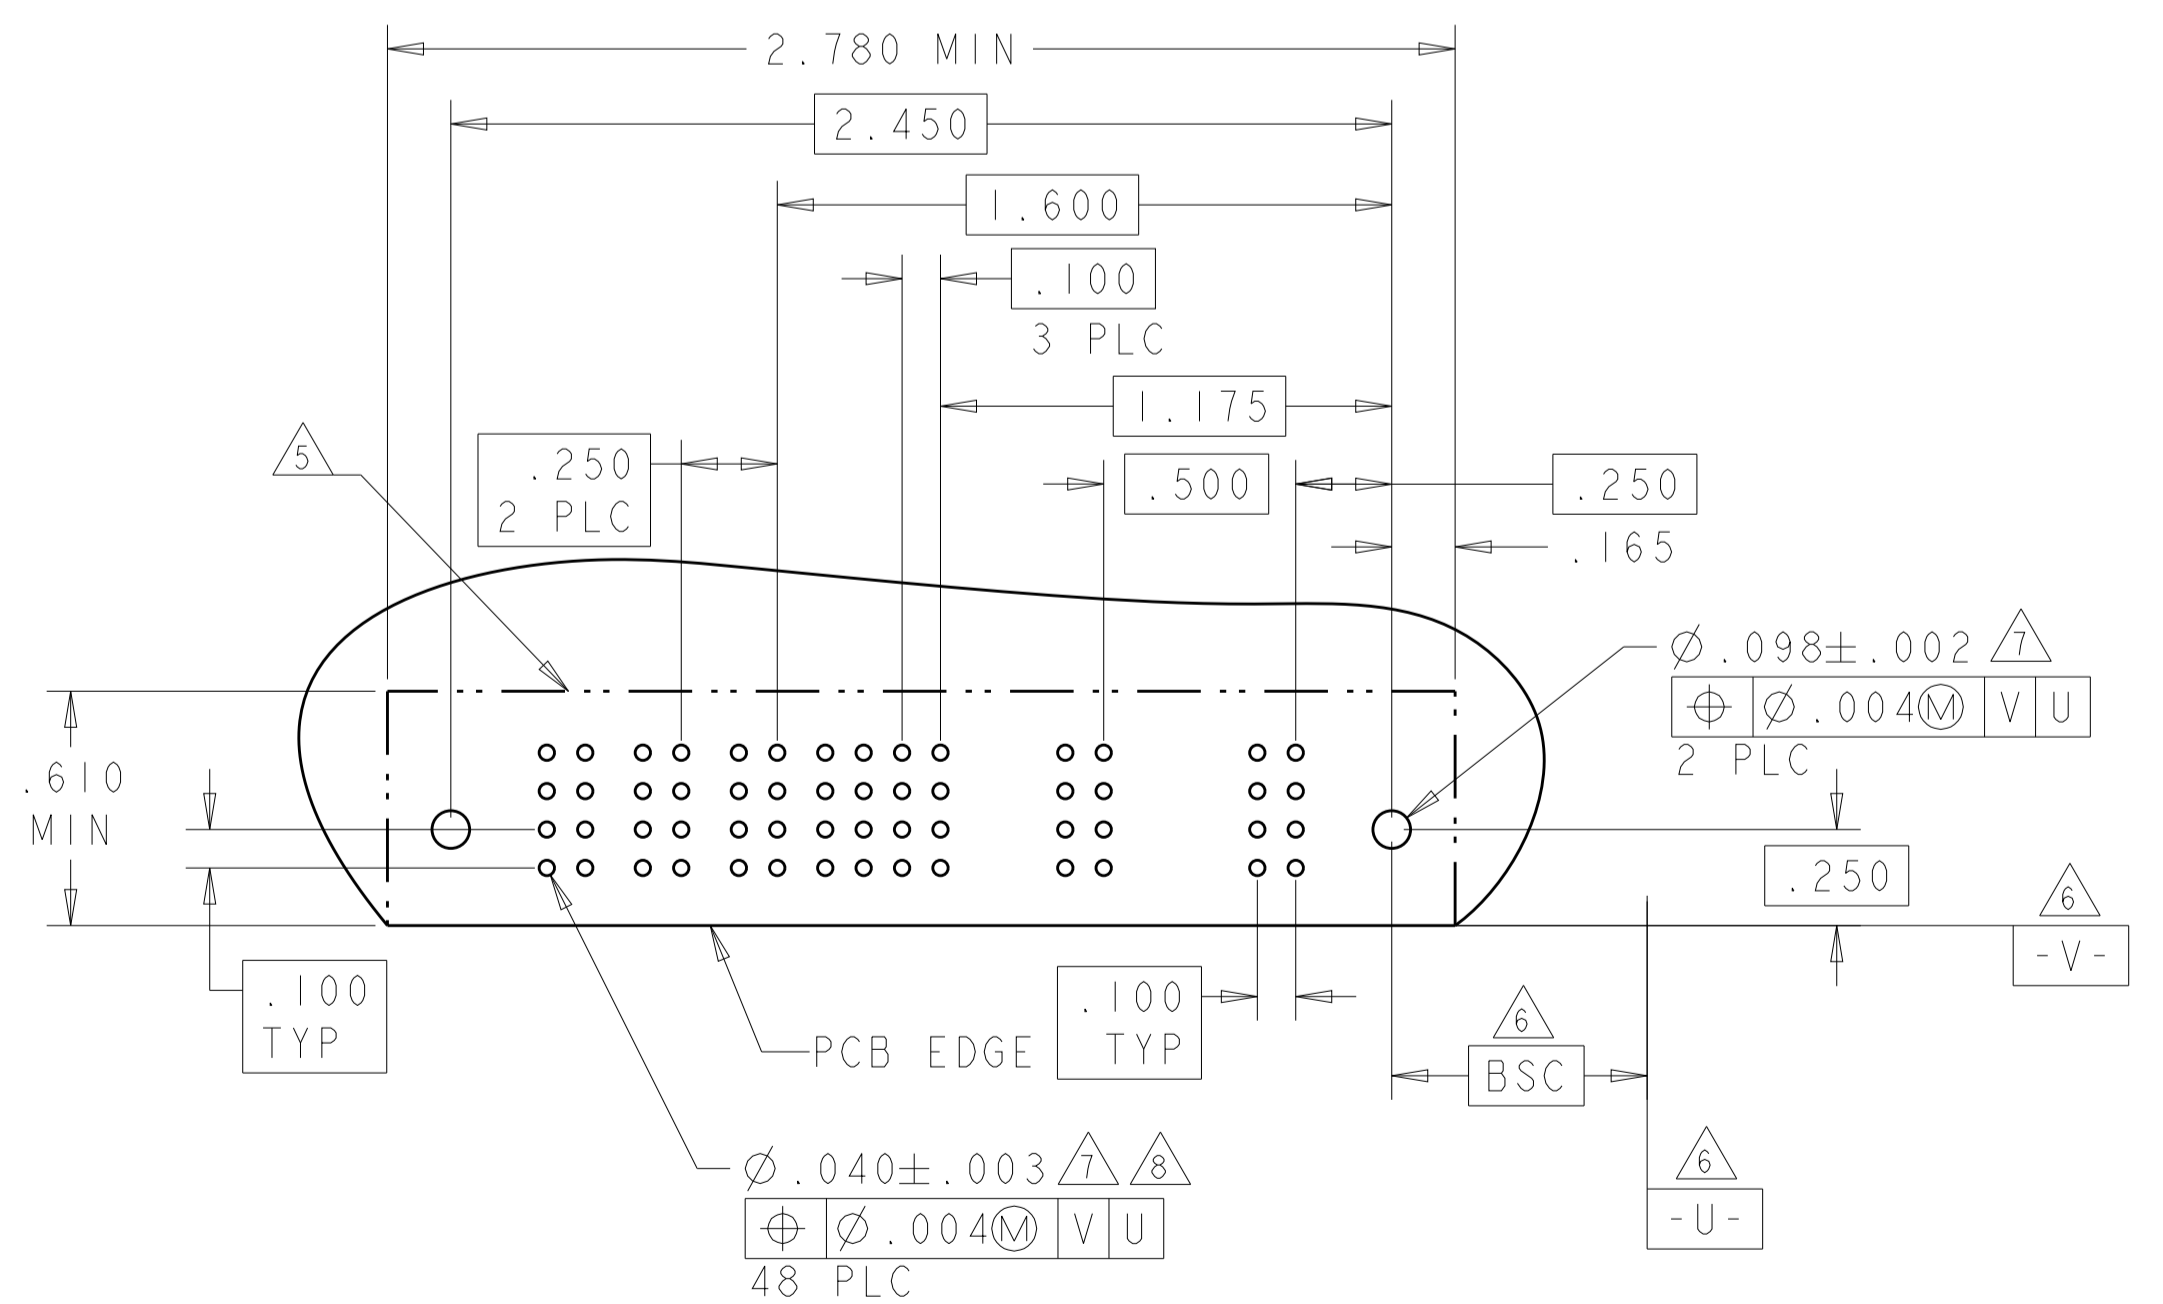 2.780 MIN
2.450
1.600
.100
3 PLC
1.175
5
.250
2 PLC
.500
.250
.165
⌀.098±.002 7
⌖ ⌀.004Ⓜ V U
2 PLC
.610
MIN
.250
6
-V-
.100
TYP
.100
TYP
PCB EDGE
6
BSC
6
-U-
⌀.040±.003 7 8
⌖ ⌀.004Ⓜ V U
48 PLC